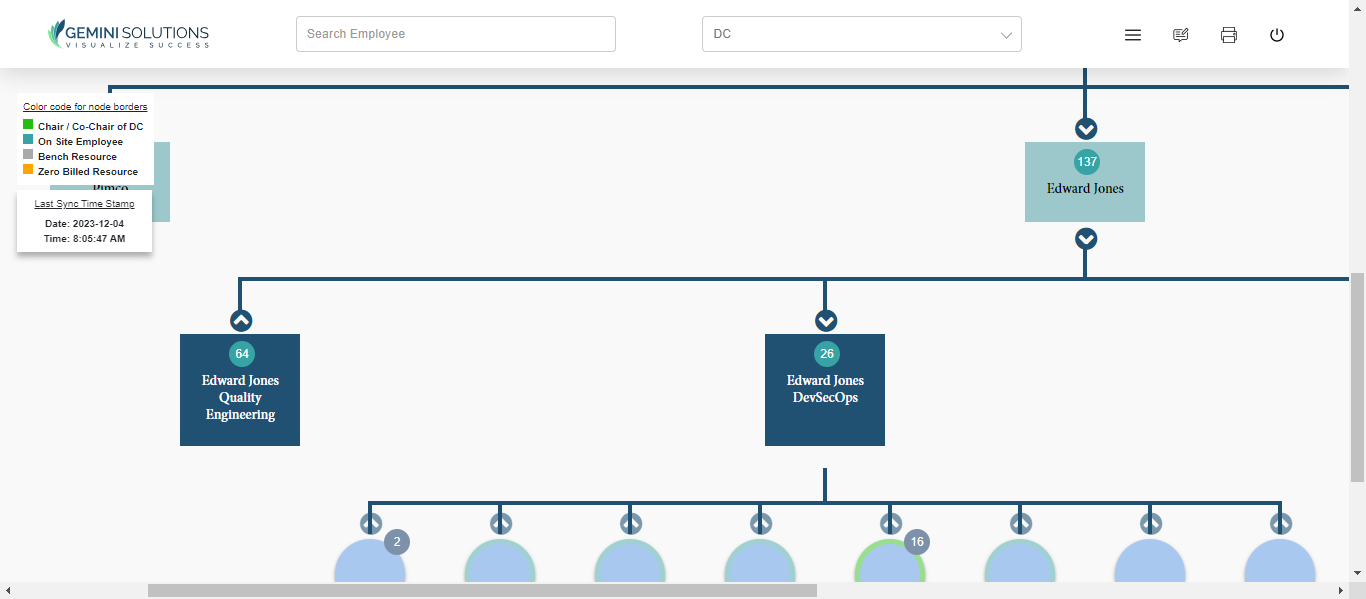 GEMINI SOLUTIONS
VISUALIZE SUCCESS
Search Employee
DC
Color code for node borders
Chair / Co-Chair of DC
On Site Employee
Bench Resource
Zero Billed Resource
Pimco
Last Sync Time Stamp
Date: 2023-12-04
Time: 8:05:47 AM
137
Edward Jones
64
Edward Jones
Quality
Engineering
26
Edward Jones
DevSecOps
2
16